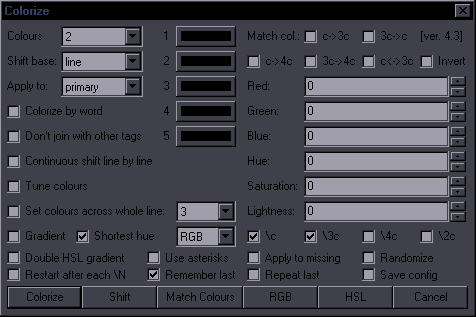 Colorize
Colours 2 1 Match col.: c->3c 3c->c [ver. 4.3]
Shift base: line 2 c->4c 3c->4c c<->3c Invert
Apply to: primary 3 Red: 0
Colorize by word 4 Green: 0
Don't join with other tags 5 Blue: 0
Continuous shift line by line Hue: 0
Tune colours Saturation: 0
Set colours across whole line: 3 Lightness: 0
Gradient Shortest hue RGB \c \3c \4c \2c
Double HSL gradient Use asterisks Apply to missing Randomize
Restart after each \N Remember last Repeat last Save config
Colorize Shift Match Colours RGB HSL Cancel